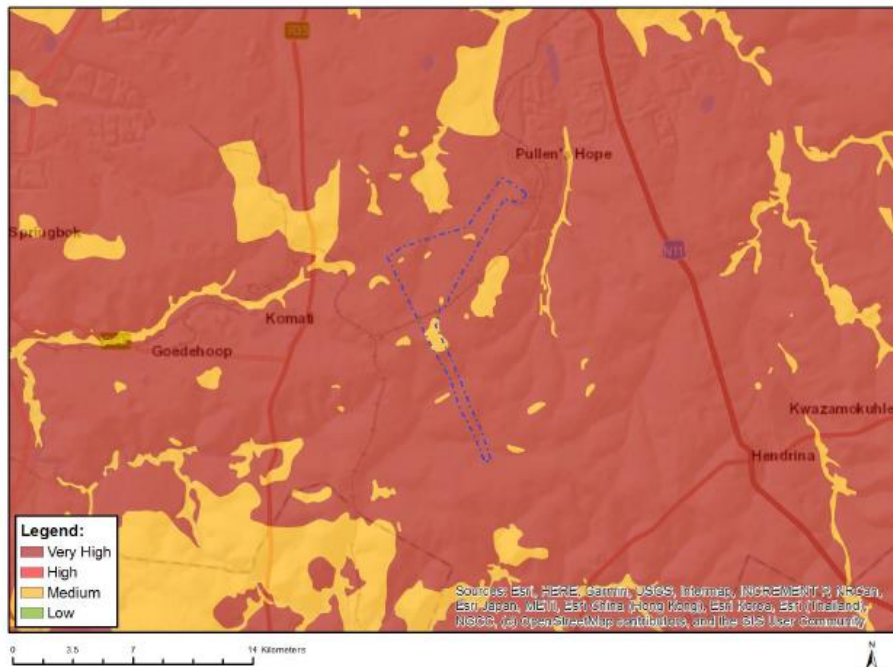 R35
Pullen's Hope
Springbok
N11
Komati
Goedehoop
Kwazamokuhle
Hendrina
Legend:
Very High
High
Medium
Low
Sources: Esri, HERE, Garmin, USGS, Intermap, INCREMENT P, NRCan,
Esri Japan, METI, Esri China (Hong Kong), Esri Korea, Esri (Thailand),
NGCC, (c) OpenStreetMap contributors, and the GIS User Community
0 3.5 7 14 Kilometers
N